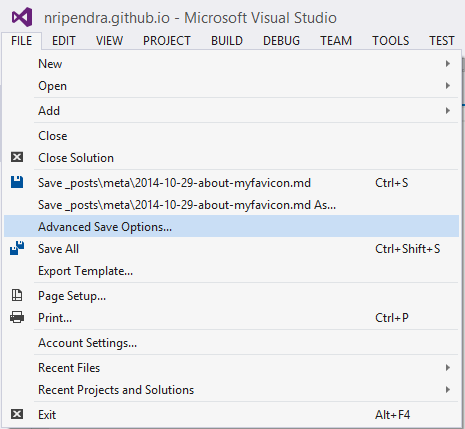 nripendra.github.io - Microsoft Visual Studio
FILE EDIT VIEW PROJECT BUILD DEBUG TEAM TOOLS TEST
New
Open
Add
Close
Close Solution
Save _posts\meta\2014-10-29-about-myfavicon.md Ctrl+S
Save _posts\meta\2014-10-29-about-myfavicon.md As...
Advanced Save Options...
Save All Ctrl+Shift+S
Export Template...
Page Setup...
Print... Ctrl+P
Account Settings...
Recent Files
Recent Projects and Solutions
Exit Alt+F4